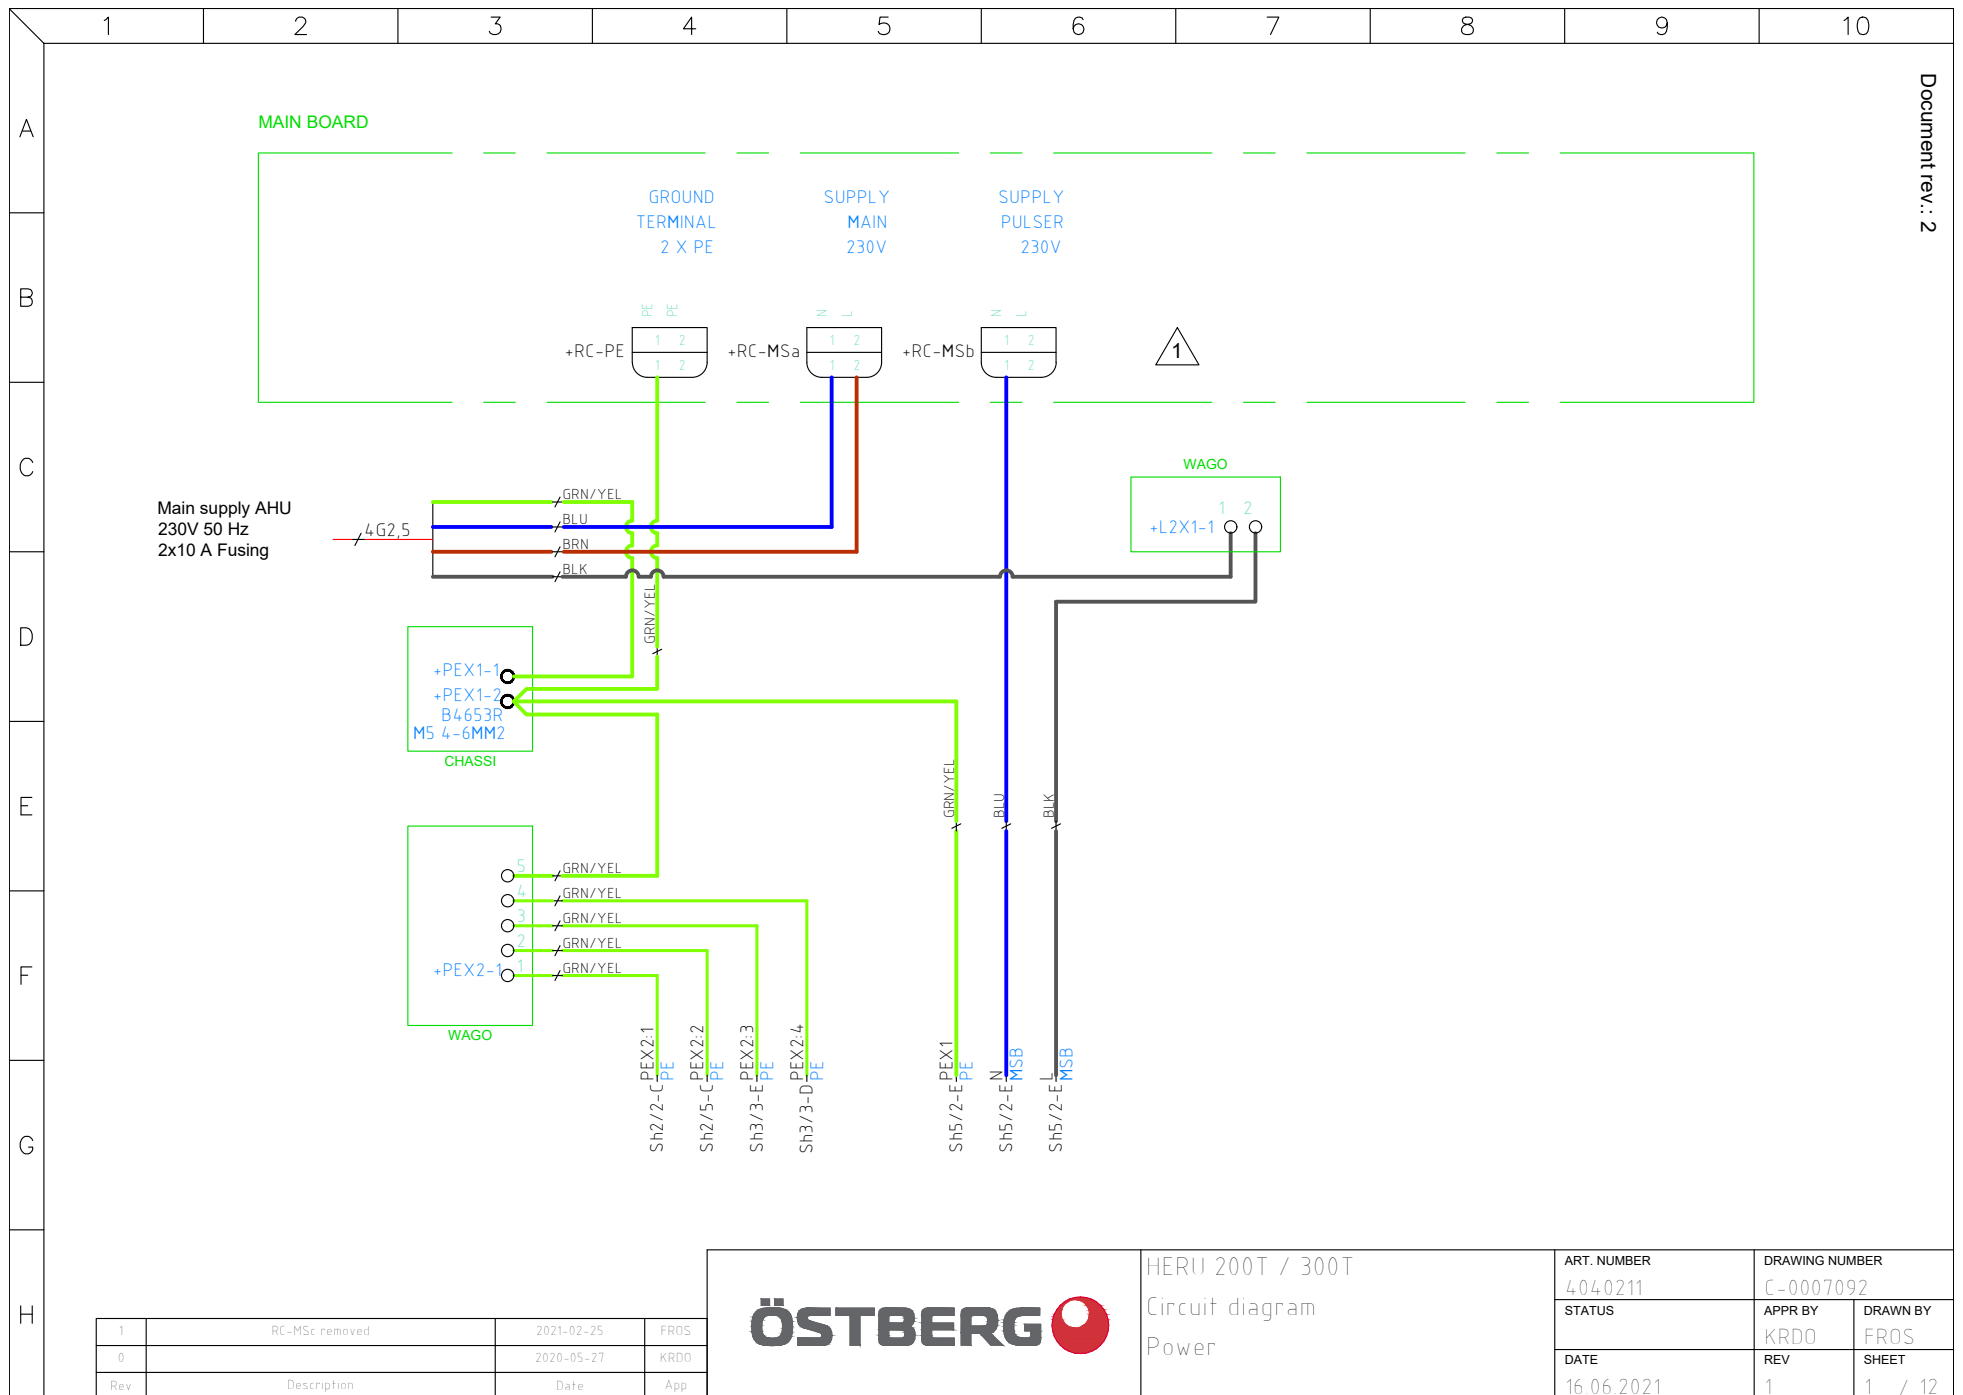 1 2 3 4 5 6 7 8 9 10
A
B
C
D
E
F
G
H
Document rev.: 2
MAIN BOARD
GROUND
TERMINAL
2 X PE
SUPPLY
MAIN
230V
SUPPLY
PULSER
230V
PE PE
N L
N L
1 2
1 2
1 2
+RC-PE
+RC-MSa
+RC-MSb
1
1 2
1 2
1 2
WAGO
1 2
+L2X1-1
Main supply AHU
230V 50 Hz
2x10 A Fusing
4G2,5
GRN/YEL
BLU
BRN
BLK
GRN/YEL
+PEX1-1
+PEX1-2
B4653R
M5 4-6MM2
CHASSI
GRN/YEL
BLU
BLK
5
GRN/YEL
4
GRN/YEL
3
GRN/YEL
2
GRN/YEL
+PEX2-1
1
GRN/YEL
WAGO
PEX2:1
PE
Sh2/2-C
PEX2:2
PE
Sh2/5-C
PEX2:3
PE
Sh3/3-E
PEX2:4
PE
Sh3/3-D
PEX1
PE
Sh5/2-E
N
MSB
Sh5/2-E
L
MSB
Sh5/2-E
1 RC-MSc removed 2021-02-25 FROS
0 2020-05-27 KRDO
Rev Description Date App
ÖSTBERG
HERU 200T / 300T
Circuit diagram
Power
ART. NUMBER
4040211
DRAWING NUMBER
C-0007092
STATUS
APPR BY
KRDO
DRAWN BY
FROS
DATE
16.06.2021
REV
1
SHEET
1 / 12